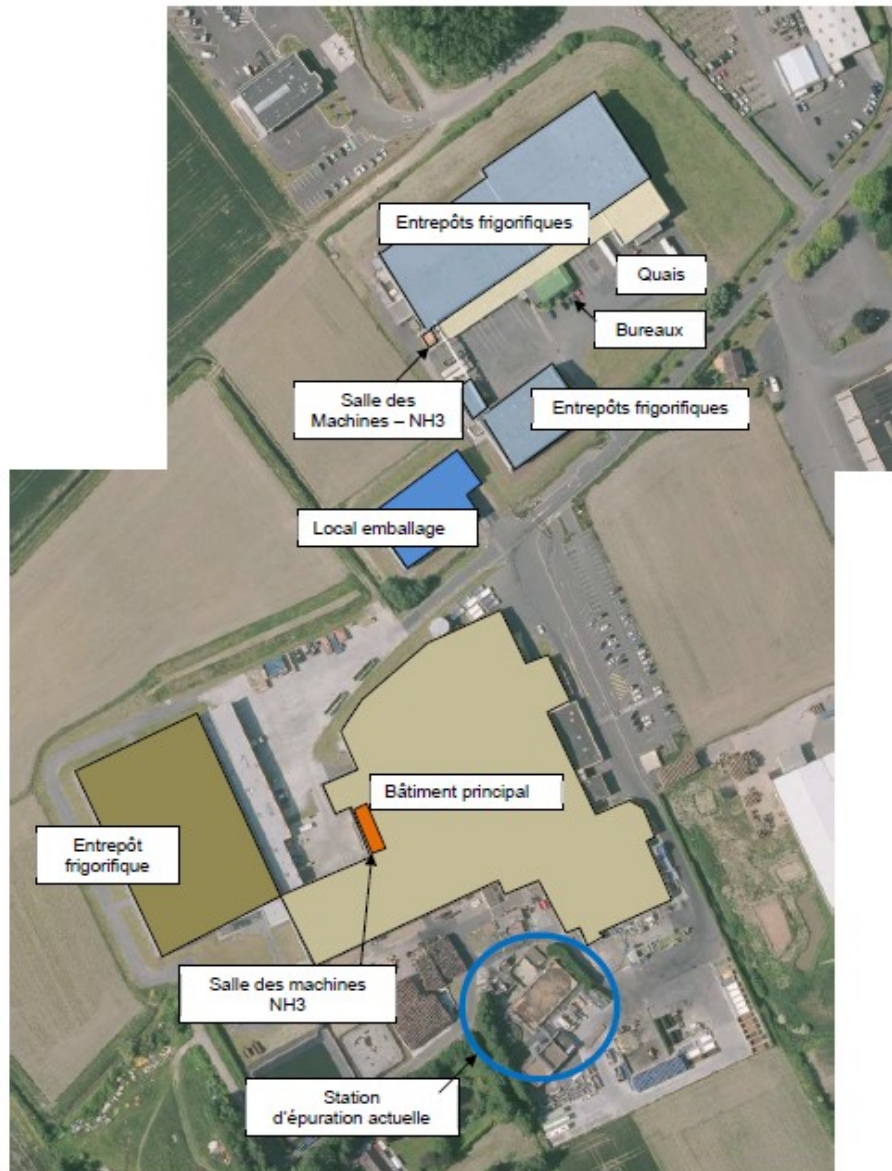 Entrepôts frigorifiques
Quais
Bureaux
Salle des
Machines – NH3
Entrepôts frigorifiques
Local emballage
Bâtiment principal
Entrepôt
frigorifique
Salle des machines
NH3
Station
d'épuration actuelle